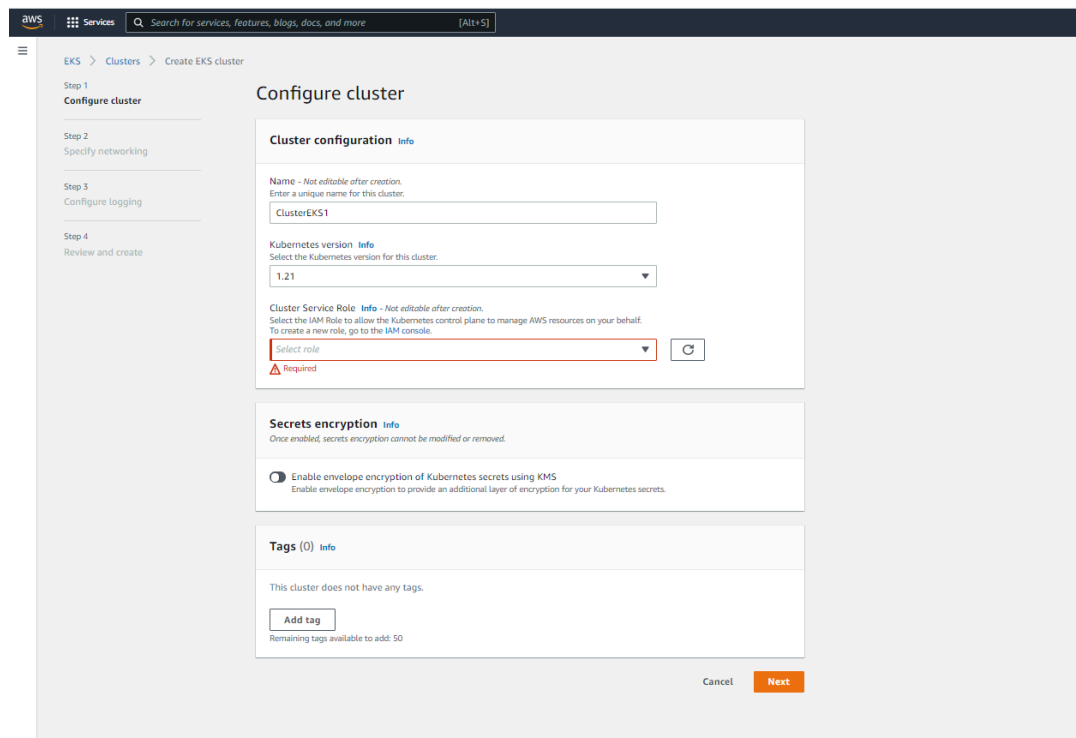 aws
Services
Search for services, features, blogs, docs, and more
[Alt+S]
EKS > Clusters > Create EKS cluster
Step 1
Configure cluster
Step 2
Specify networking
Step 3
Configure logging
Step 4
Review and create
Configure cluster
Cluster configuration Info
Name - Not editable after creation.
Enter a unique name for this cluster.
ClusterEKS1
Kubernetes version Info
Select the Kubernetes version for this cluster.
1.21
Cluster Service Role Info - Not editable after creation.
Select the IAM Role to allow the Kubernetes control plane to manage AWS resources on your behalf.
To create a new role, go to the IAM console.
Select role
Required
Secrets encryption Info
Once enabled, secrets encryption cannot be modified or removed.
Enable envelope encryption of Kubernetes secrets using KMS
Enable envelope encryption to provide an additional layer of encryption for your Kubernetes secrets.
Tags (0) Info
This cluster does not have any tags.
Add tag
Remaining tags available to add: 50
Cancel
Next